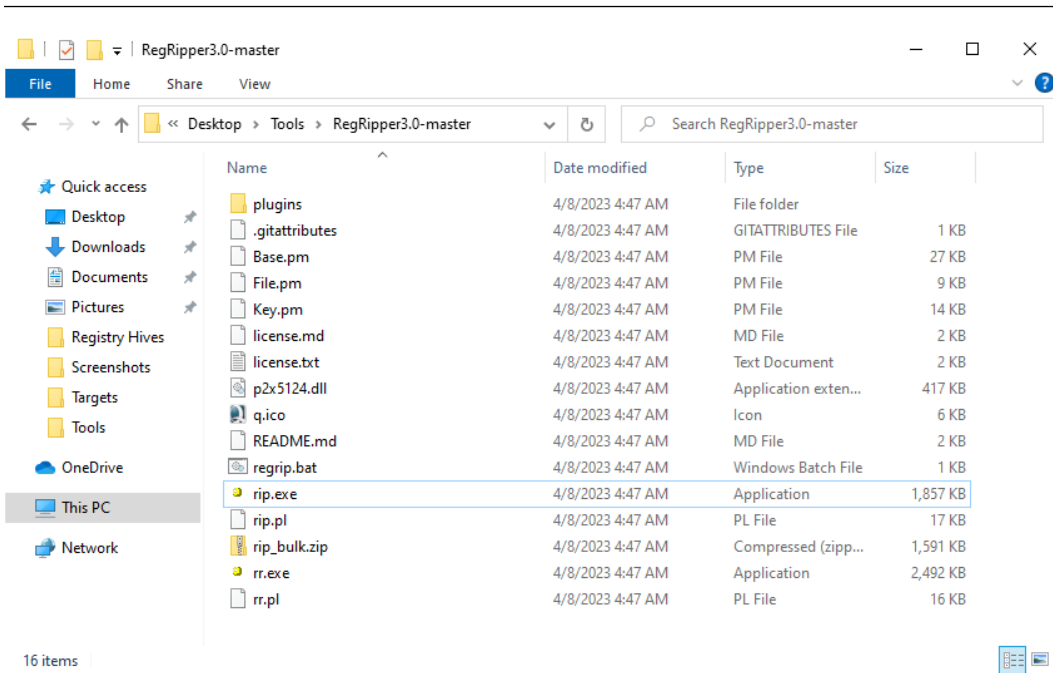 RegRipper3.0-master
File Home Share View
« Desktop > Tools > RegRipper3.0-master Search RegRipper3.0-master
Name Date modified Type Size
Quick access
Desktop
Downloads
Documents
Pictures
Registry Hives
Screenshots
Targets
Tools
OneDrive
This PC
Network
plugins 4/8/2023 4:47 AM File folder
.gitattributes 4/8/2023 4:47 AM GITATTRIBUTES File 1 KB
Base.pm 4/8/2023 4:47 AM PM File 27 KB
File.pm 4/8/2023 4:47 AM PM File 9 KB
Key.pm 4/8/2023 4:47 AM PM File 14 KB
license.md 4/8/2023 4:47 AM MD File 2 KB
license.txt 4/8/2023 4:47 AM Text Document 2 KB
p2x5124.dll 4/8/2023 4:47 AM Application exten... 417 KB
q.ico 4/8/2023 4:47 AM Icon 6 KB
README.md 4/8/2023 4:47 AM MD File 2 KB
regrip.bat 4/8/2023 4:47 AM Windows Batch File 1 KB
rip.exe 4/8/2023 4:47 AM Application 1,857 KB
rip.pl 4/8/2023 4:47 AM PL File 17 KB
rip_bulk.zip 4/8/2023 4:47 AM Compressed (zipp... 1,591 KB
rr.exe 4/8/2023 4:47 AM Application 2,492 KB
rr.pl 4/8/2023 4:47 AM PL File 16 KB
16 items